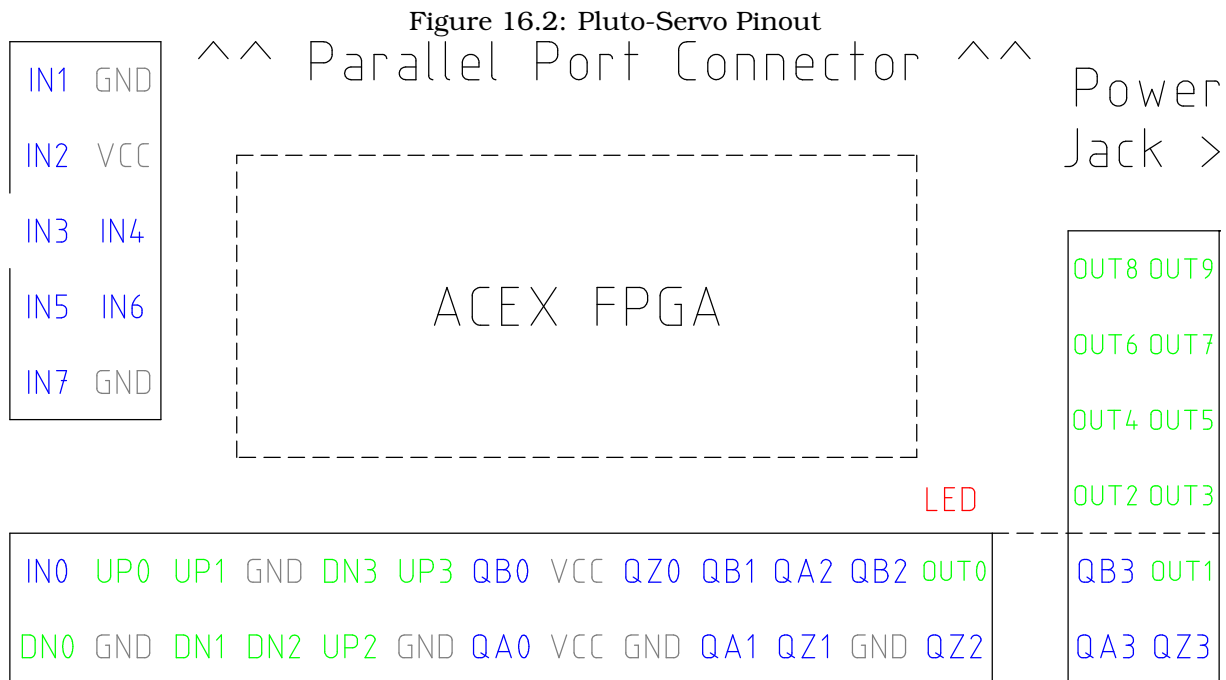 Figure 16.2: Pluto-Servo Pinout
^^ Parallel Port Connector ^^
Power
Jack >
IN1 GND
IN2 VCC
IN3 IN4
IN5 IN6
IN7 GND
ACEX FPGA
OUT8 OUT9
OUT6 OUT7
OUT4 OUT5
OUT2 OUT3
LED
IN0 UP0 UP1 GND DN3 UP3 QB0 VCC QZ0 QB1 QA2 QB2 OUT0
DN0 GND DN1 DN2 UP2 GND QA0 VCC GND QA1 QZ1 GND QZ2
QB3 OUT1
QA3 QZ3